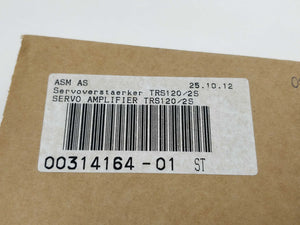 ASM AS 25.10.12
Servoverstaerker TRS120/2S
SERVO AMPLIFIER TRS120/2S
00314164-01 ST